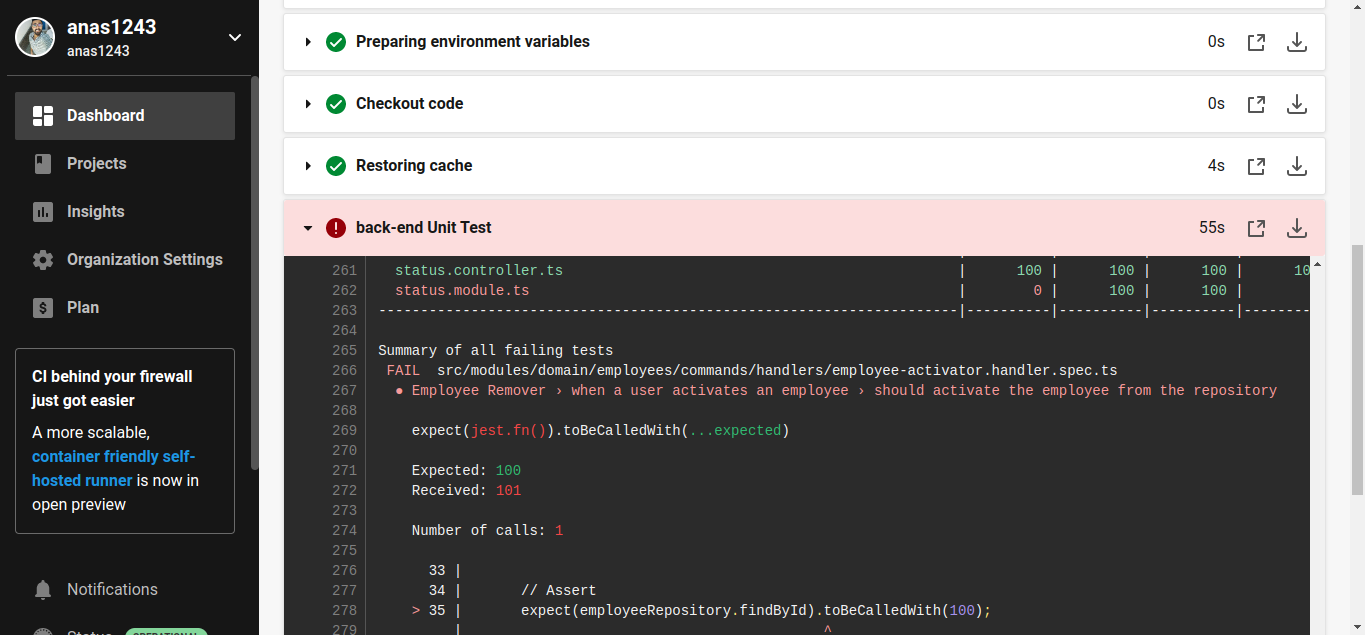 anas1243
anas1243
Dashboard
Projects
Insights
Organization Settings
Plan
CI behind your firewall
just got easier
A more scalable,
container friendly self-
hosted runner is now in
open preview
Notifications
Status OPERATIONAL
Preparing environment variables 0s
Checkout code 0s
Restoring cache 4s
back-end Unit Test 55s
261 status.controller.ts | 100 | 100 | 100 | 10
262 status.module.ts | 0 | 100 | 100 |
263 ---------------------------------------------------------------------|----------|----------|----------|--------
264
265 Summary of all failing tests
266 FAIL src/modules/domain/employees/commands/handlers/employee-activator.handler.spec.ts
267 ● Employee Remover › when a user activates an employee › should activate the employee from the repository
268
269 expect(jest.fn()).toBeCalledWith(...expected)
270
271 Expected: 100
272 Received: 101
273
274 Number of calls: 1
275
276 33 |
277 34 | // Assert
278 > 35 | expect(employeeRepository.findById).toBeCalledWith(100);
279 | ^